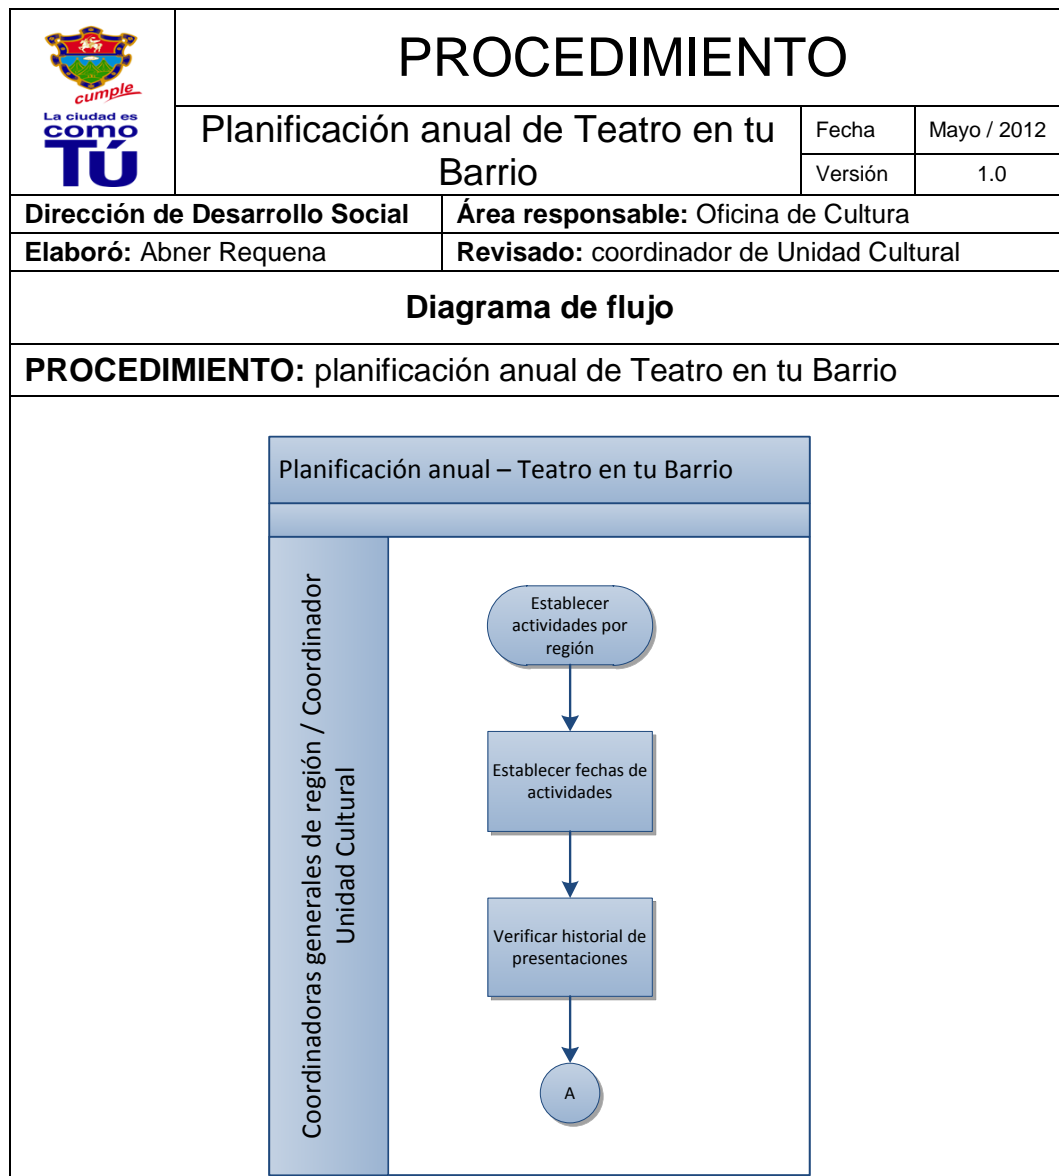 cumple
La ciudad es
como
TÚ
PROCEDIMIENTO
Planificación anual de Teatro en tu
Barrio
Fecha
Mayo / 2012
Versión
1.0
Dirección de Desarrollo Social
Área responsable: Oficina de Cultura
Elaboró: Abner Requena
Revisado: coordinador de Unidad Cultural
Diagrama de flujo
PROCEDIMIENTO: planificación anual de Teatro en tu Barrio
Planificación anual – Teatro en tu Barrio
Coordinadoras generales de región / Coordinador
Unidad Cultural
Establecer
actividades por
región
Establecer fechas de
actividades
Verificar historial de
presentaciones
A